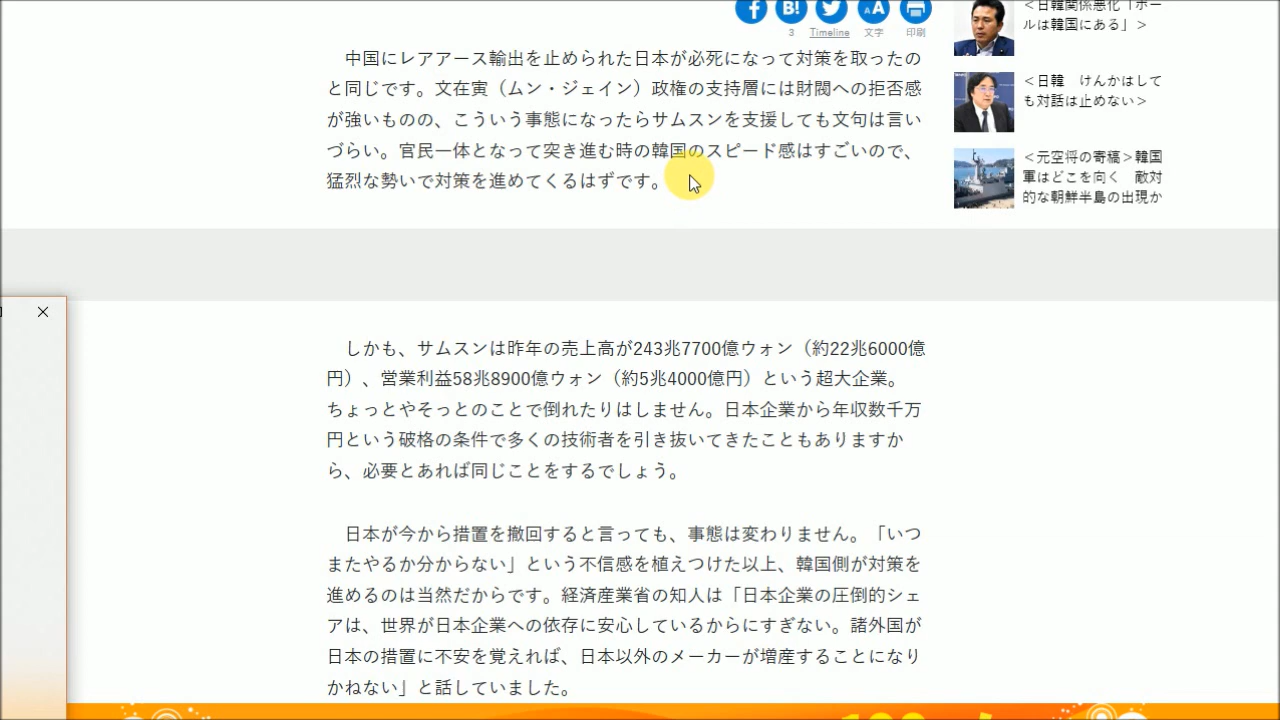 B!
3
Timeline
AA
文字
印刷
中国にレアアース輸出を止められた日本が必死になって対策を取ったの
と同じです。文在寅（ムン・ジェイン）政権の支持層には財閥への拒否感
が強いものの、こういう事態になったらサムスンを支援しても文句は言い
づらい。官民一体となって突き進む時の韓国のスピード感はすごいので、
猛烈な勢いで対策を進めてくるはずです。
しかも、サムスンは昨年の売上高が243兆7700億ウォン（約22兆6000億
円）、営業利益58兆8900億ウォン（約5兆4000億円）という超大企業。
ちょっとやそっとのことで倒れたりはしません。日本企業から年収数千万
円という破格の条件で多くの技術者を引き抜いてきたこともありますか
ら、必要とあれば同じことをするでしょう。
日本が今から措置を撤回すると言っても、事態は変わりません。「いつ
またやるか分からない」という不信感を植えつけた以上、韓国側が対策を
進めるのは当然だからです。経済産業省の知人は「日本企業の圧倒的シェ
アは、世界が日本企業への依存に安心しているからにすぎない。諸外国が
日本の措置に不安を覚えれば、日本以外のメーカーが増産することになり
かねない」と話していました。
＜日韓関係悪化「ボー
ルは韓国にある」＞
＜日韓　けんかはして
も対話は止めない＞
＜元空将の寄稿＞韓国
軍はどこを向く　敵対
的な朝鮮半島の出現か